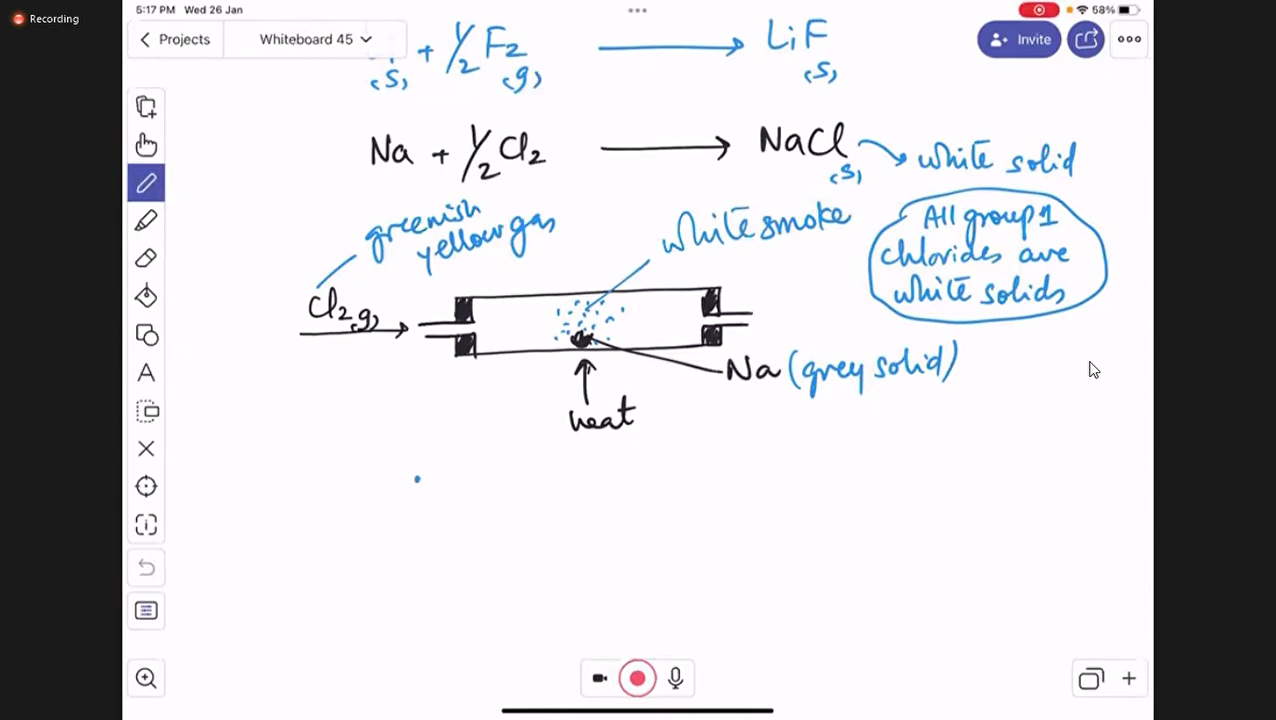 Recording
5:17 PM Wed 26 Jan
58%
Projects
Whiteboard 45
Invite
+ 1/2 F2 → LiF
(s) (g) (s)
Na + 1/2 Cl2 → NaCl
(s)
white solid
greenish
yellow gas
white smoke
All group 1
chlorides are
white solids
Cl2(g)
Na (grey solid)
heat
A